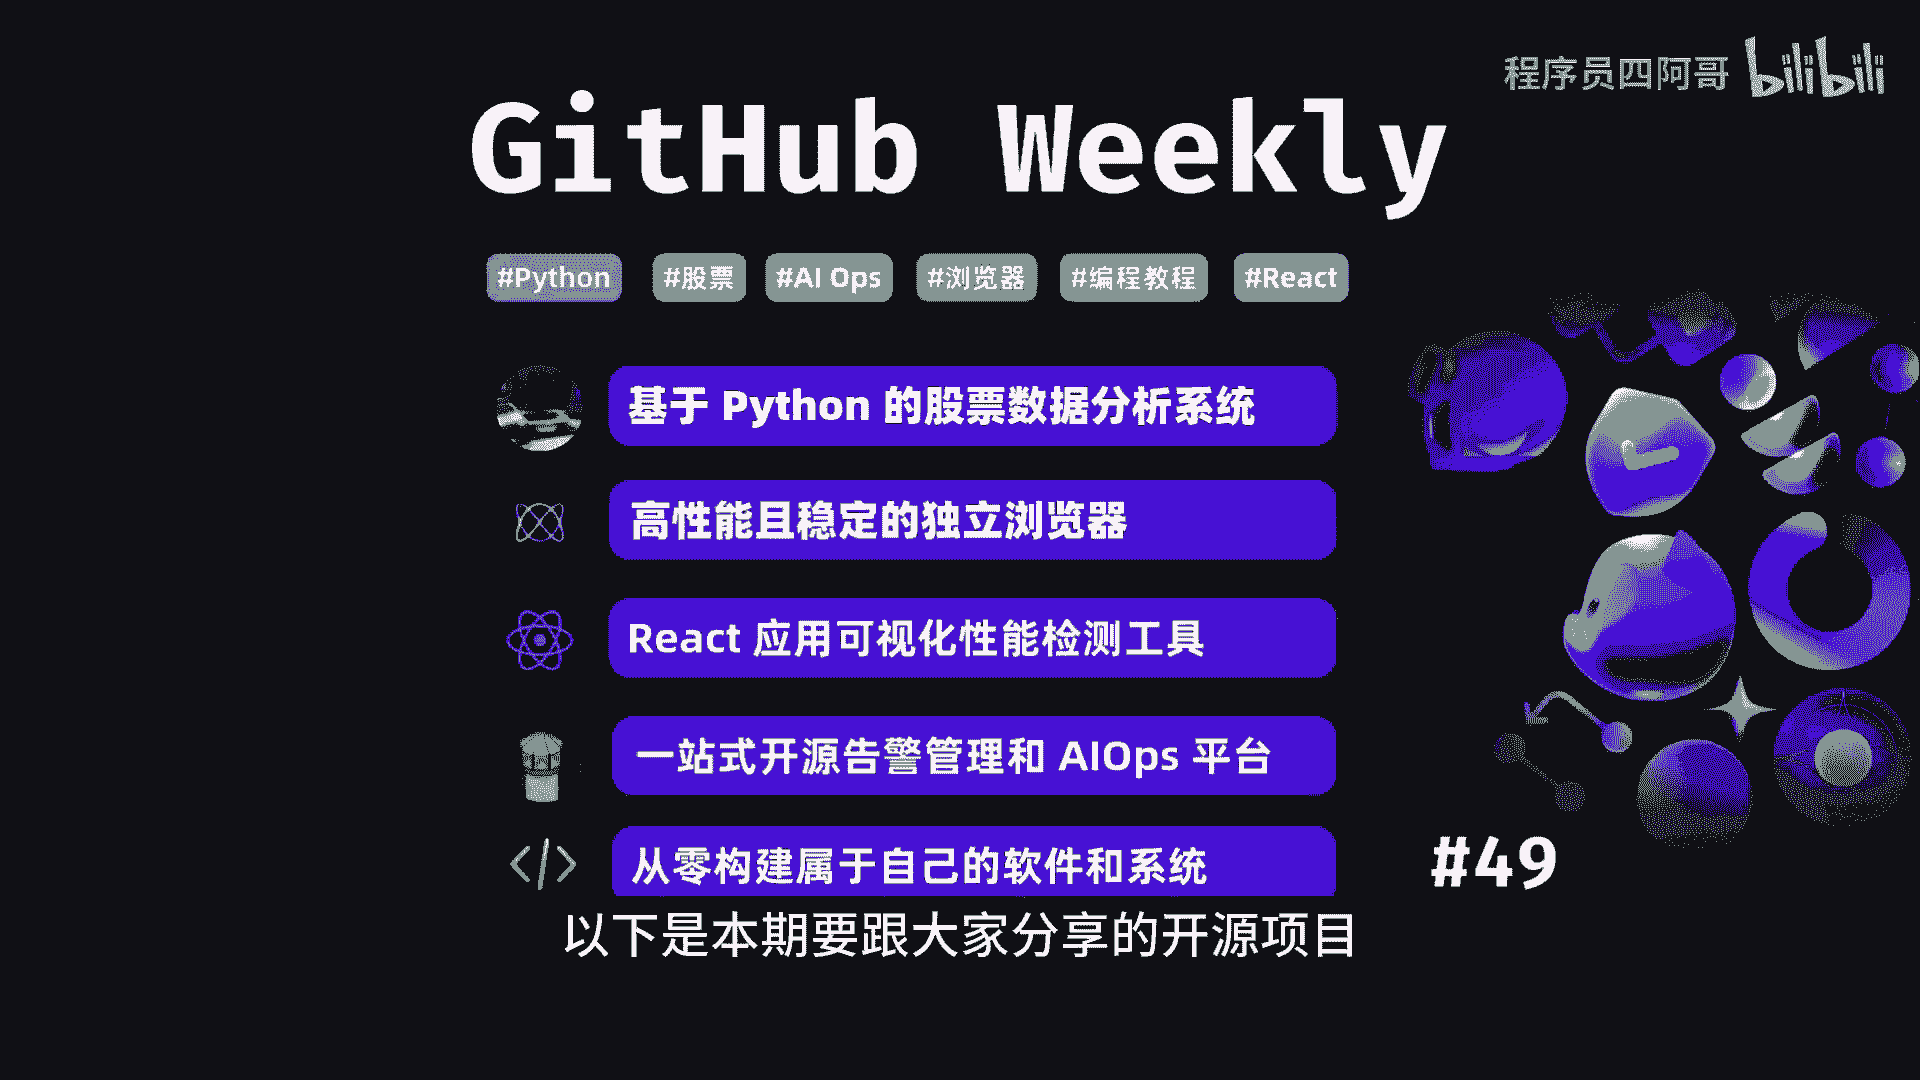 程序员四阿哥 bilibili
GitHub Weekly
#Python #股票 #AI Ops #浏览器 #编程教程 #React
基于 Python 的股票数据分析系统
高性能且稳定的独立浏览器
React 应用可视化性能检测工具
一站式开源告警管理和 AIOps 平台
</>
从零构建属于自己的软件和系统
#49
以下是本期要跟大家分享的开源项目